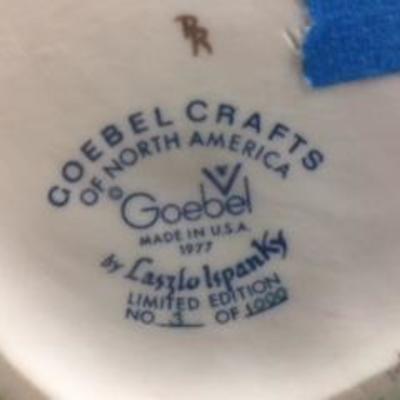 RR
GOEBEL CRAFTS
OF NORTH AMERICA
© Goebel
MADE IN U.S.A.
1977
by Laszlo Ispanky
LIMITED EDITION
NO. 3 OF 1000